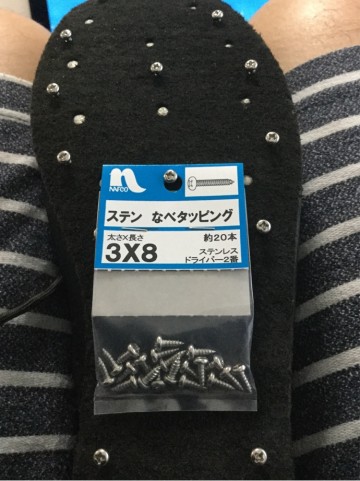 NAFCO
ステン なべタッピング
太さ×長さ
約20本
3X8
ステンレス
ドライバー2番